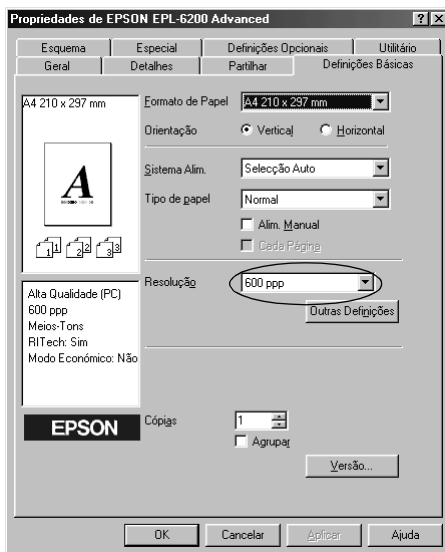 Propriedades de EPSON EPL-6200 Advanced
Esquema Especial Definições Opcionais Utilitário
Geral Detalhes Partilhar Definições Básicas
A4 210 x 297 mm
Formato de Papel A4 210 x 297 mm
Orientação Vertical Horizontal
A
Sistema Alim. Selecção Auto
Tipo de papel Normal
Alim. Manual
Cada Página
1 1 2 2 3 3
Resolução 600 ppp
Outras Definições
Alta Qualidade (PC)
600 ppp
Meios-Tons
RITech: Sim
Modo Económico: Não
EPSON
Cópias 1
Agrupar
Versão...
OK Cancelar Aplicar Ajuda